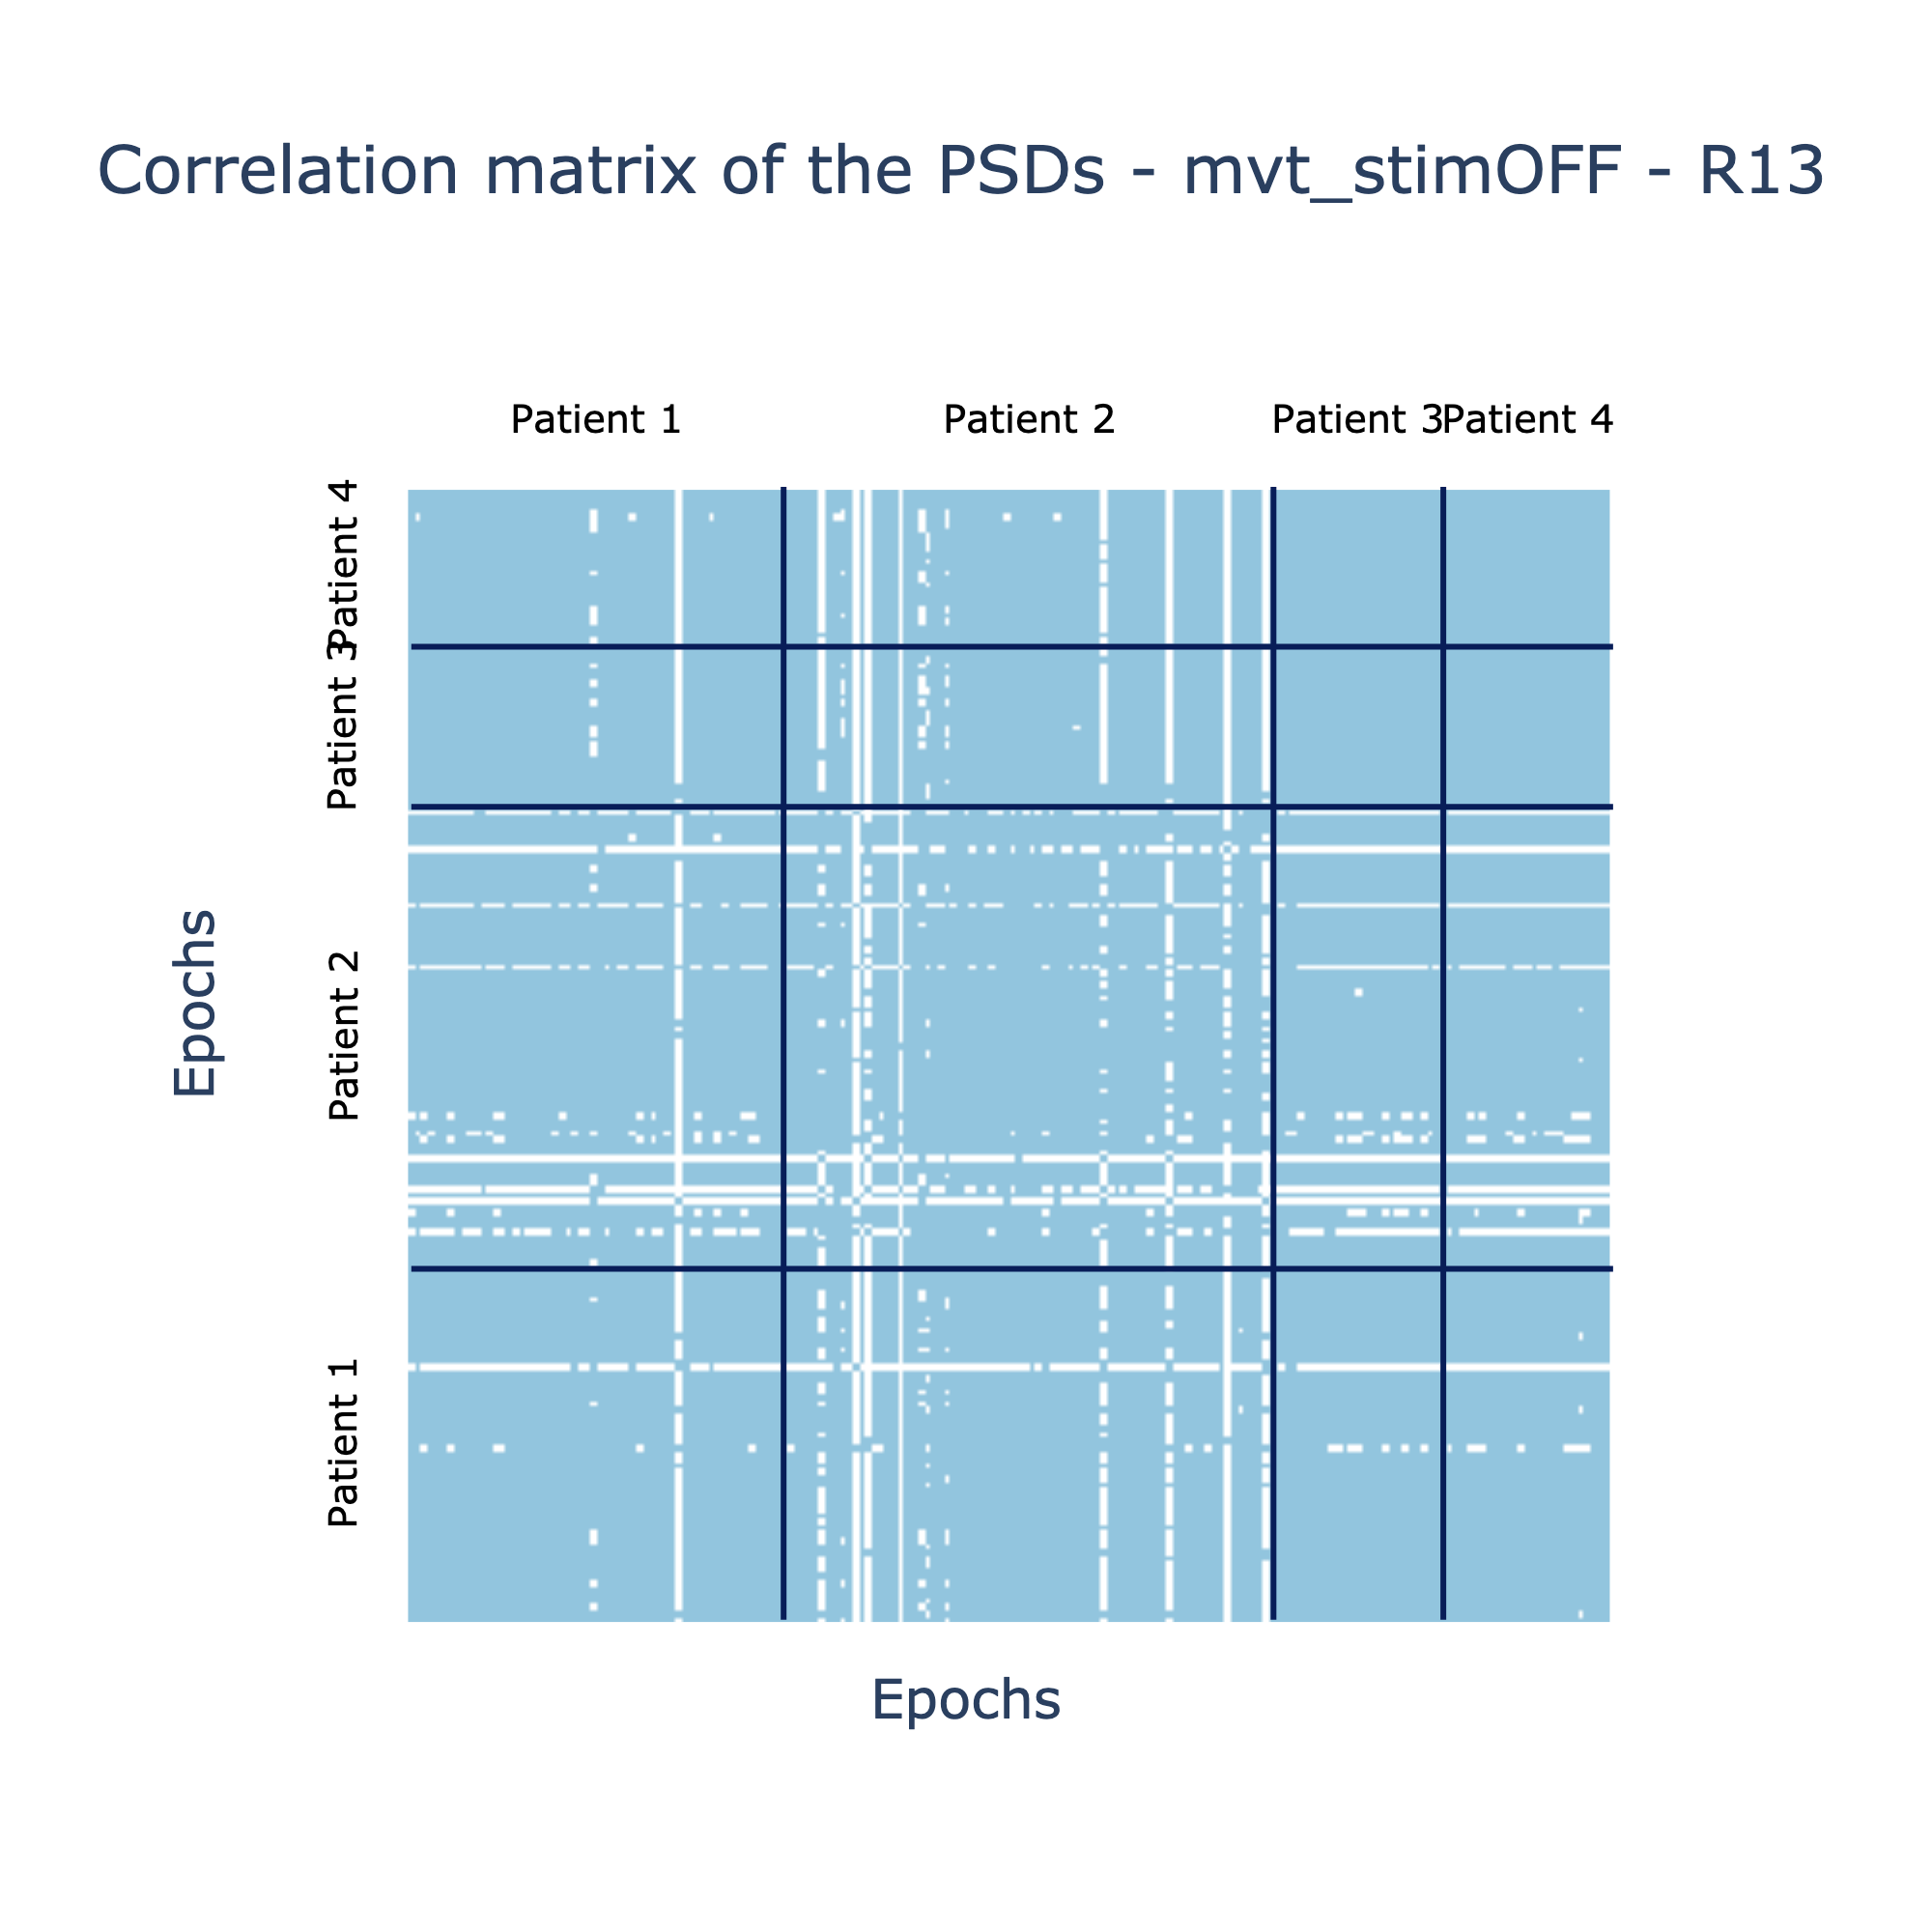 Correlation matrix of the PSDs - mvt_stimOFF - R13
Patient 1 Patient 2 Patient 3 Patient 4
Patient 4
Patient 3
Patient 2
Patient 1
Epochs
Epochs